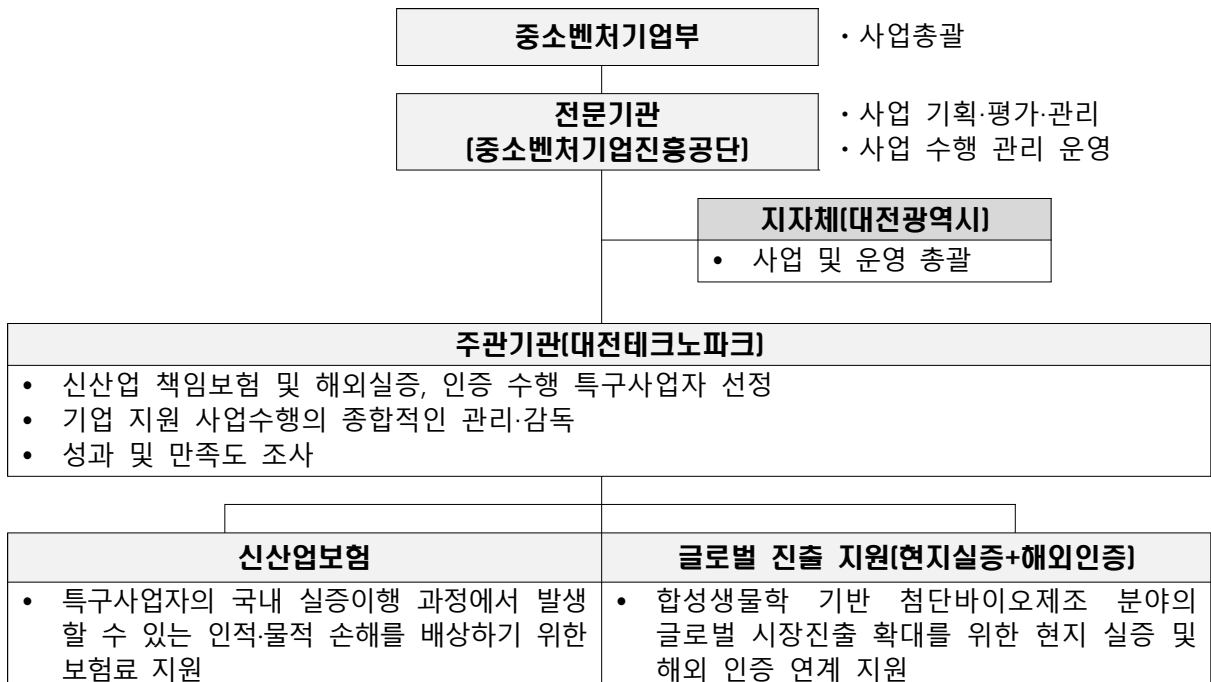 중소벤처기업부
・사업총괄
전문기관
(중소벤처기업진흥공단)
・사업 기획·평가·관리
・사업 수행 관리 운영
지자체(대전광역시)
• 사업 및 운영 총괄
주관기관(대전테크노파크)
• 신산업 책임보험 및 해외실증, 인증 수행 특구사업자 선정
• 기업 지원 사업수행의 종합적인 관리·감독
• 성과 및 만족도 조사
신산업보험
• 특구사업자의 국내 실증이행 과정에서 발생
할 수 있는 인적·물적 손해를 배상하기 위한
보험료 지원
글로벌 진출 지원(현지실증+해외인증)
• 합성생물학 기반 첨단바이오제조 분야의
글로벌 시장진출 확대를 위한 현지 실증 및
해외 인증 연계 지원